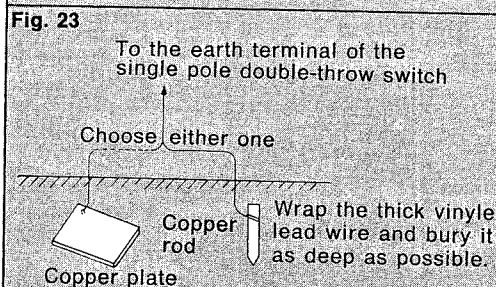 Fig. 23
To the earth terminal of the
single pole double-throw switch
Choose either one
Copper rod
Wrap the thick vinyle
lead wire and bury it
as deep as possible.
Copper plate